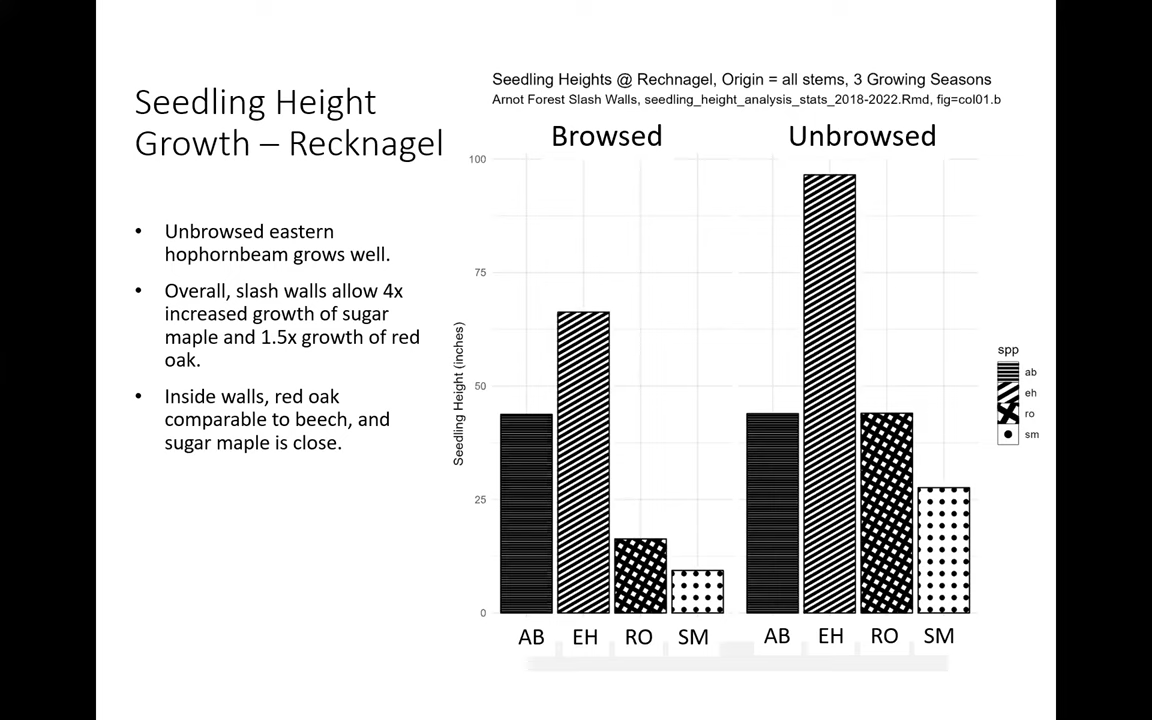 Seedling Height
Growth – Recknagel
• Unbrowsed eastern
hophornbeam grows well.
• Overall, slash walls allow 4x
increased growth of sugar
maple and 1.5x growth of red
oak.
• Inside walls, red oak
comparable to beech, and
sugar maple is close.
Seedling Heights @ Rechnagel, Origin = all stems, 3 Growing Seasons
Arnot Forest Slash Walls, seedling_height_analysis_stats_2018-2022.Rmd, fig=col01.b
Browsed
Unbrowsed
Seedling Height (inches)
100
75
50
25
0
AB EH RO SM
AB EH RO SM
spp
ab
eh
ro
sm